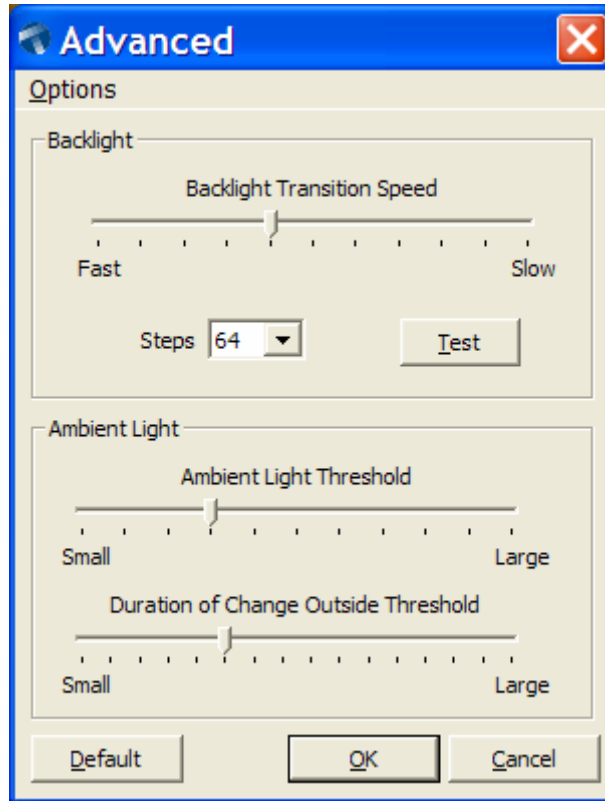 Advanced
Options
Backlight
Backlight Transition Speed
Fast Slow
Steps 64 Test
Ambient Light
Ambient Light Threshold
Small Large
Duration of Change Outside Threshold
Small Large
Default OK Cancel